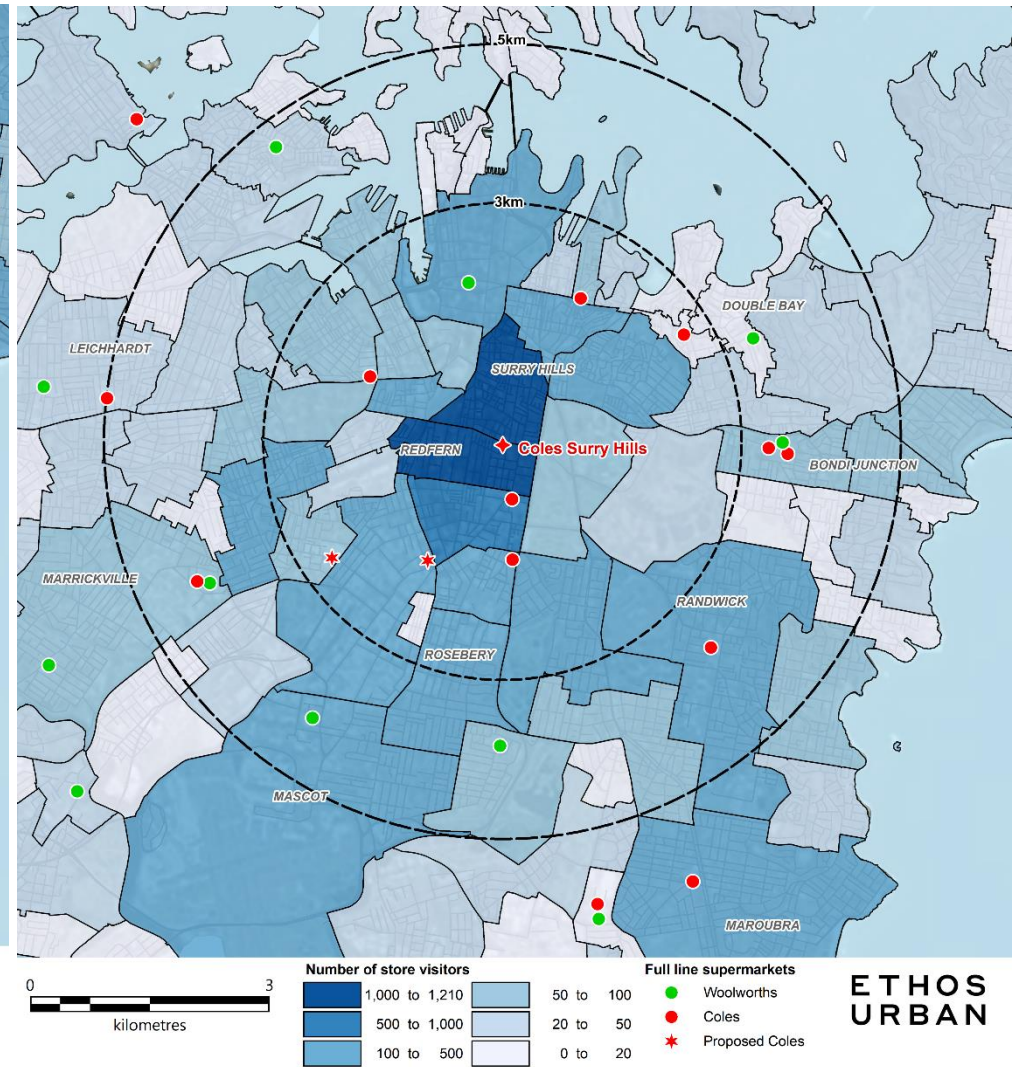 5km
3km
DOUBLE BAY
LEICHHARDT
SURRY HILLS
REDFERN
Coles Surry Hills
BONDI JUNCTION
MARRICKVILLE
RANDWICK
ROSEBERY
MASCOT
MAROUBRA
0 3
kilometres
Number of store visitors
1,000 to 1,210
500 to 1,000
100 to 500
50 to 100
20 to 50
0 to 20
Full line supermarkets
Woolworths
Coles
Proposed Coles
ETHOS
URBAN